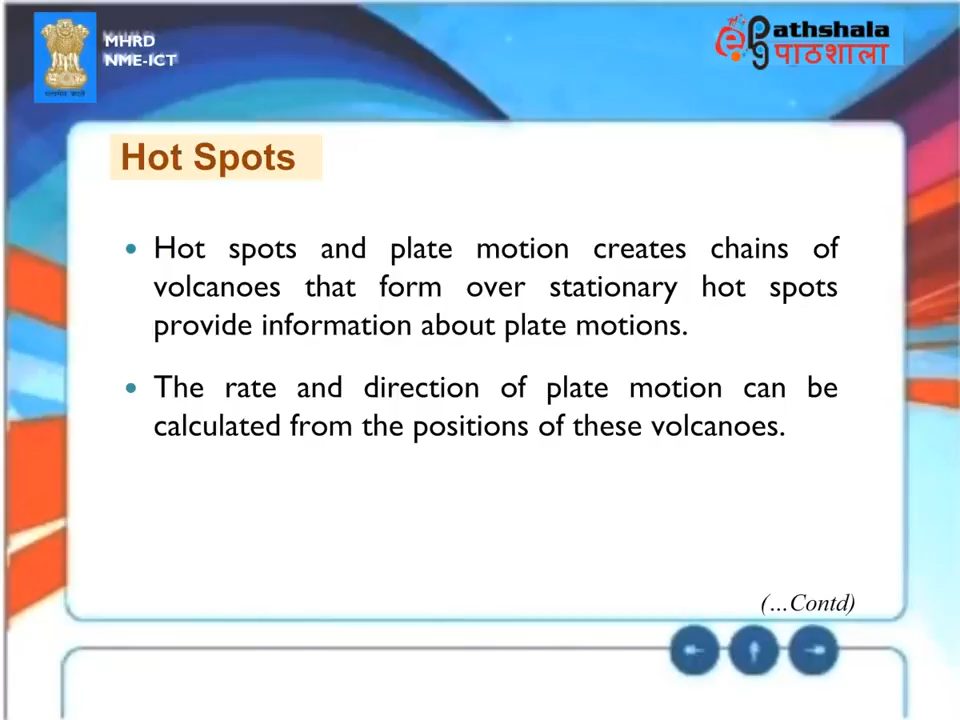 MHRD
NME-ICT
epg athshala
पाठशाला
Hot Spots
• Hot spots and plate motion creates chains of
volcanoes that form over stationary hot spots
provide information about plate motions.
• The rate and direction of plate motion can be
calculated from the positions of these volcanoes.
(...Contd)